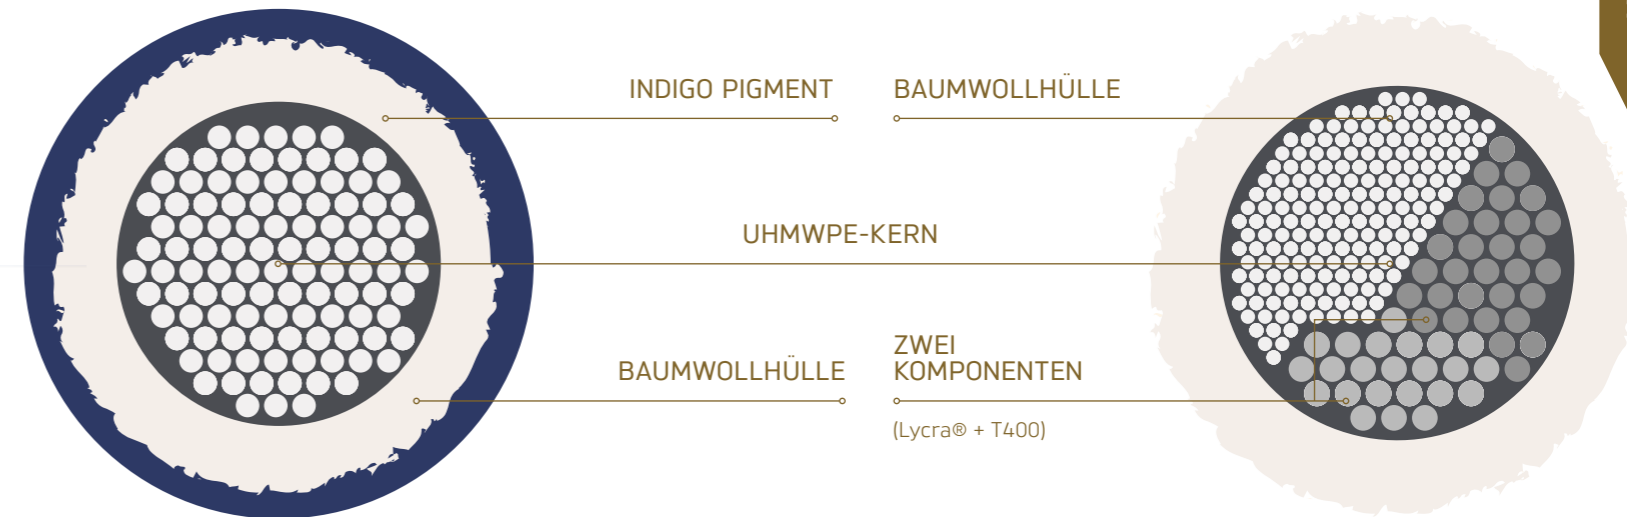 INDIGO PIGMENT
BAUMWOLLHÜLLE
UHMWPE-KERN
BAUMWOLLHÜLLE
ZWEI
KOMPONENTEN
(Lycra® + T400)